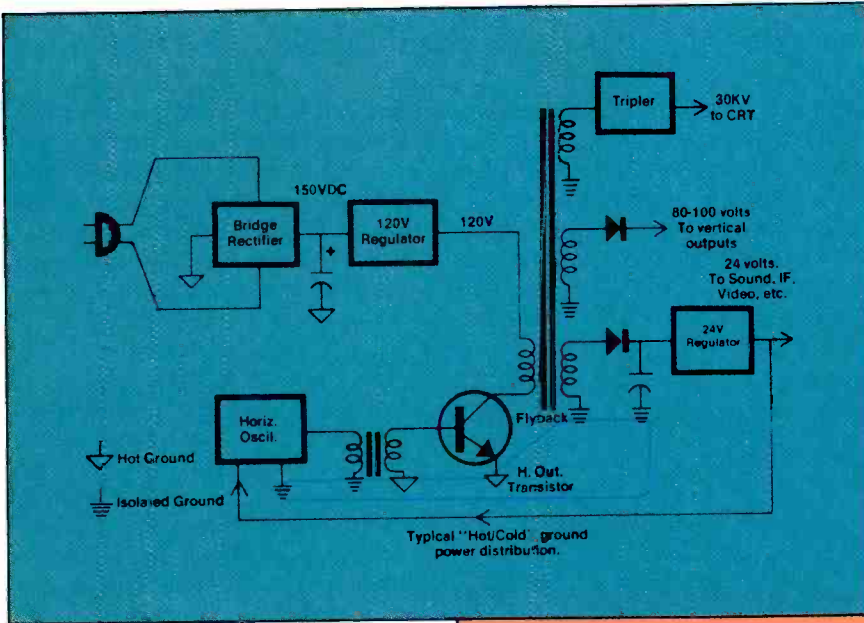 Tripler
30KV
to CRT
150VDC
Bridge
Rectifier
+
120V
Regulator
120V
80-100 volts
To vertical
outputs
24 volts.
To Sound, IF,
Video, etc.
24V
Regulator
Flyback
Horiz.
Oscil.
H. Out.
Transistor
Hot Ground
Isolated Ground
Typical "Hot/Cold" ground
power distribution.